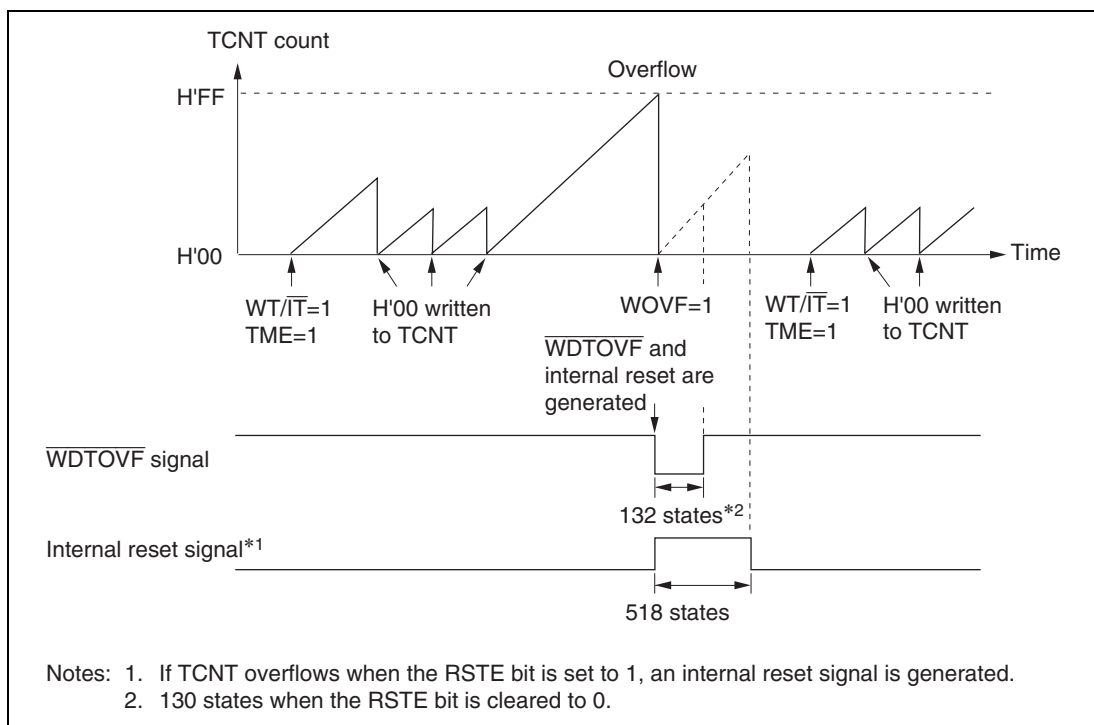 TCNT count
Overflow
H'FF
H'00
Time
WT/IT=1
TME=1
H'00 written
to TCNT
WOVF=1
WT/IT=1
TME=1
H'00 written
to TCNT
WDTOVF and
internal reset are
generated
WDTOVF signal
132 states*2
Internal reset signal*1
518 states
Notes: 1. If TCNT overflows when the RSTE bit is set to 1, an internal reset signal is generated.
2. 130 states when the RSTE bit is cleared to 0.